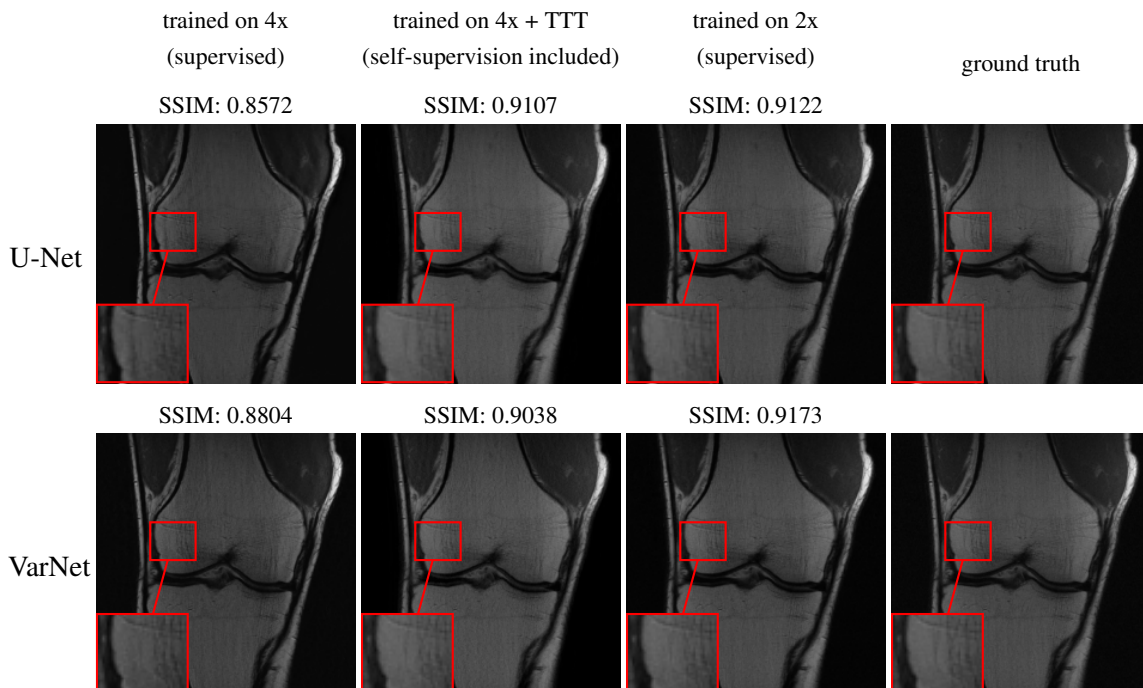 trained on 4x
(supervised)
trained on 4x + TTT
(self-supervision included)
trained on 2x
(supervised)
ground truth
SSIM: 0.8572
SSIM: 0.9107
SSIM: 0.9122
U-Net
SSIM: 0.8804
SSIM: 0.9038
SSIM: 0.9173
VarNet